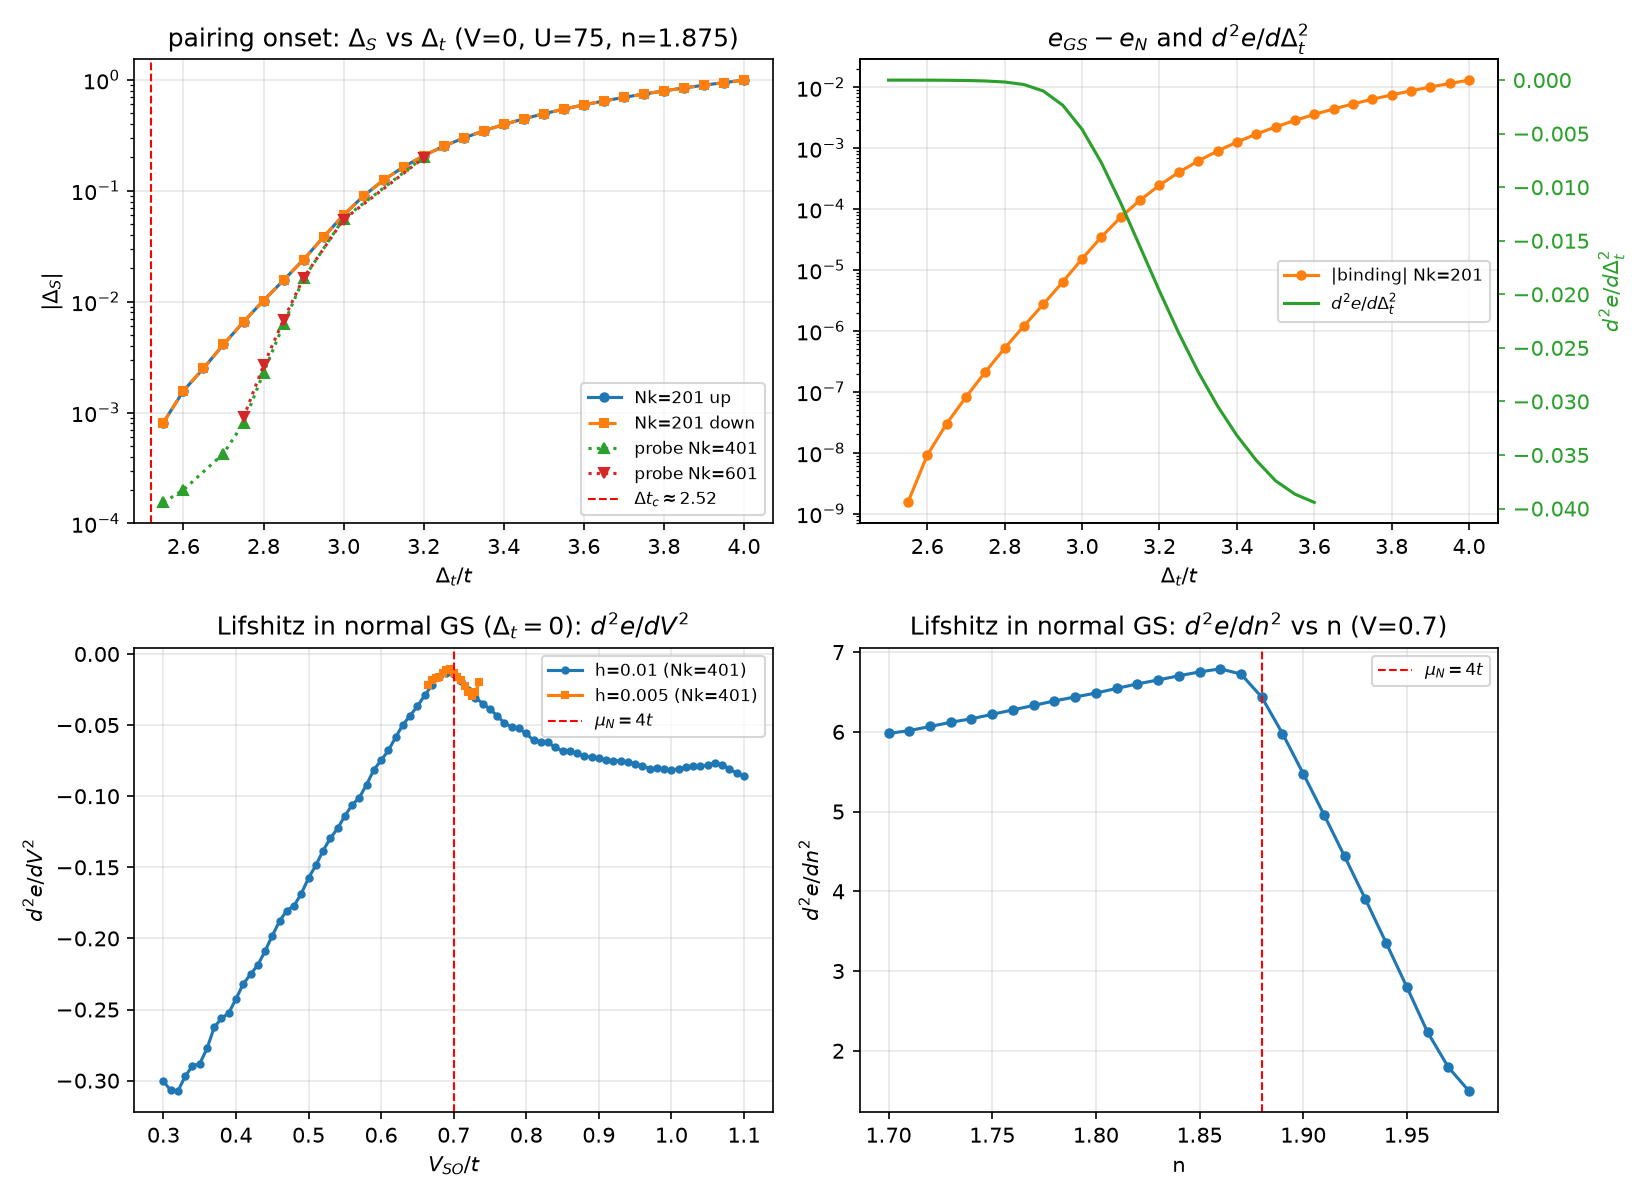 pairing onset: Δ_S vs Δ_t (V=0, U=75, n=1.875)
10⁰
10⁻¹
10⁻²
10⁻³
10⁻⁴
|Δ_S|
Nk=201 up
Nk=201 down
probe Nk=401
probe Nk=601
Δt_c≈2.52
2.6 2.8 3.0 3.2 3.4 3.6 3.8 4.0
Δ_t/t
e_GS − e_N and d²e/dΔ_t²
10⁻²
10⁻³
10⁻⁴
10⁻⁵
10⁻⁶
10⁻⁷
10⁻⁸
10⁻⁹
|binding| Nk=201
d²e/dΔ_t²
0.000
−0.005
−0.010
−0.015
−0.020
−0.025
−0.030
−0.035
−0.040
d²e/dΔ_t²
2.6 2.8 3.0 3.2 3.4 3.6 3.8 4.0
Δ_t/t
Lifshitz in normal GS (Δ_t = 0): d²e/dV²
0.00
−0.05
−0.10
−0.15
−0.20
−0.25
−0.30
d²e/dV²
h=0.01 (Nk=401)
h=0.005 (Nk=401)
μ_N = 4t
0.3 0.4 0.5 0.6 0.7 0.8 0.9 1.0 1.1
V_SO/t
Lifshitz in normal GS: d²e/dn² vs n (V=0.7)
7
6
5
4
3
2
d²e/dn²
μ_N = 4t
1.70 1.75 1.80 1.85 1.90 1.95
n